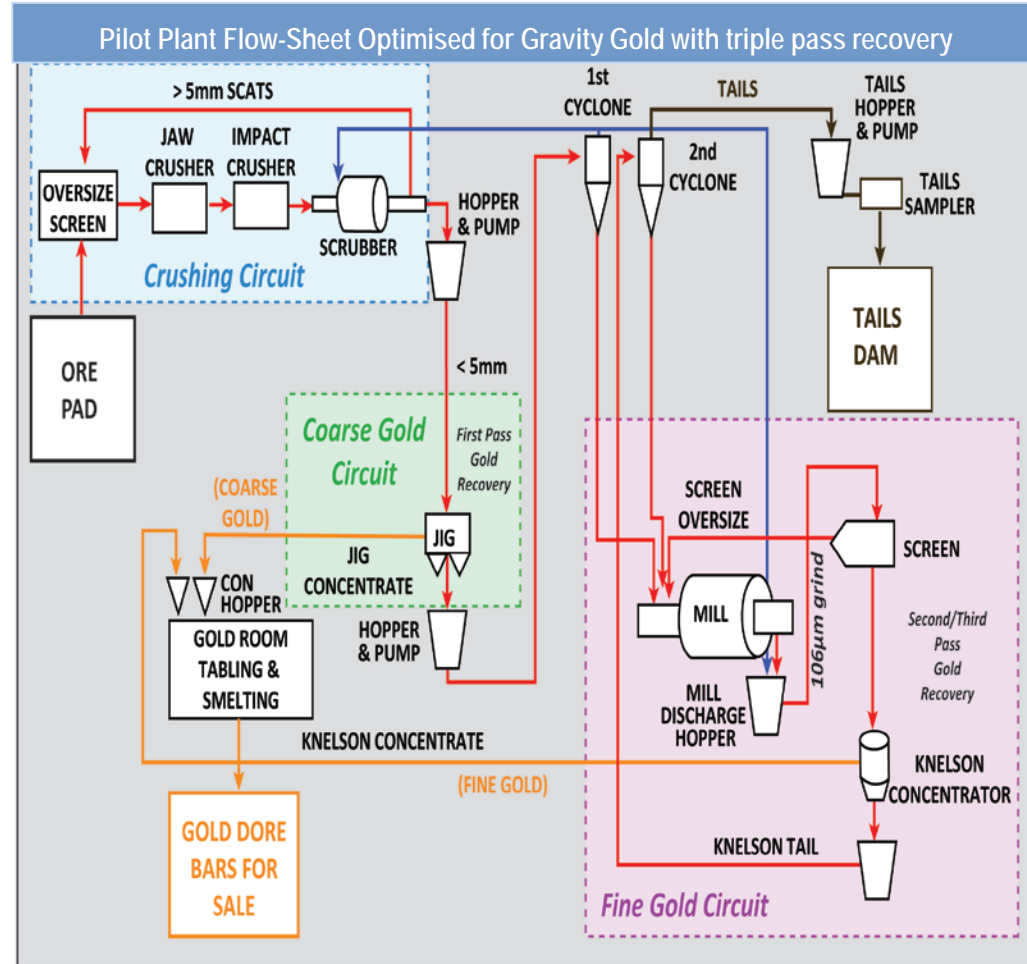 Pilot Plant Flow-Sheet Optimised for Gravity Gold with triple pass recovery
> 5mm SCATS
JAW
CRUSHER
IMPACT
CRUSHER
OVERSIZE
SCREEN
SCRUBBER
HOPPER
& PUMP
Crushing Circuit
ORE
PAD
1st
CYCLONE
2nd
CYCLONE
TAILS
TAILS
HOPPER
& PUMP
TAILS
SAMPLER
TAILS
DAM
< 5mm
Coarse Gold
Circuit
First Pass
Gold
Recovery
(COARSE
GOLD)
JIG
JIG
CONCENTRATE
CON
HOPPER
HOPPER
& PUMP
GOLD ROOM
TABLING &
SMELTING
KNELSON CONCENTRATE
(FINE GOLD)
GOLD DORE
BARS FOR
SALE
SCREEN
OVERSIZE
SCREEN
MILL
106µm grind
MILL
DISCHARGE
HOPPER
Second/Third
Pass
Gold
Recovery
KNELSON
CONCENTRATOR
KNELSON TAIL
Fine Gold Circuit